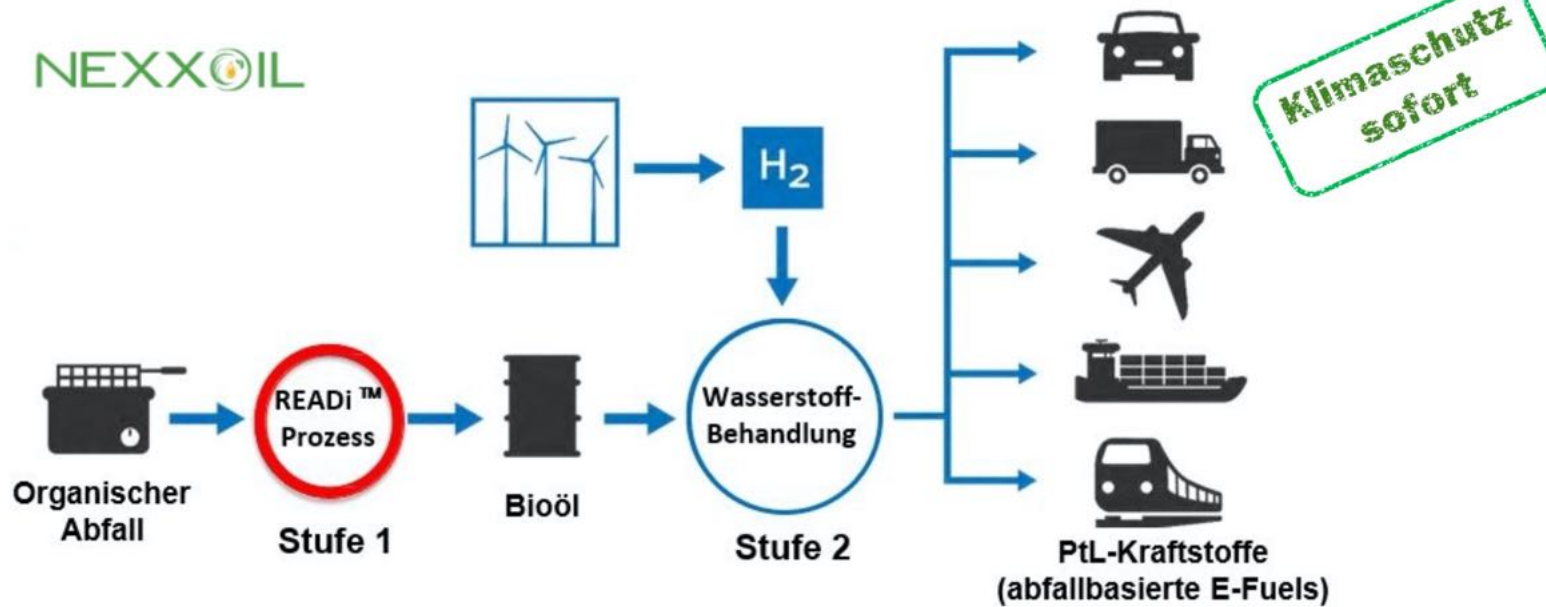 NEXXOIL
Klimaschutz
sofort
H2
READi ™
Prozess
Wasserstoff-
Behandlung
Organischer
Abfall
Stufe 1
Bioöl
Stufe 2
PtL-Kraftstoffe
(abfallbasierte E-Fuels)